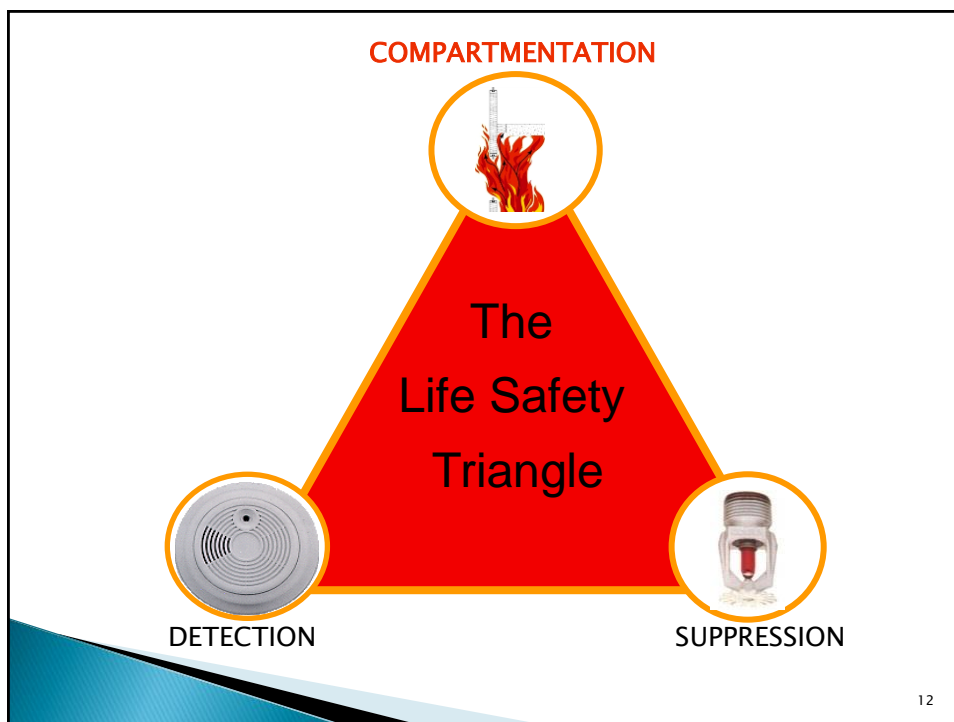 COMPARTMENTATION
The
Life Safety
Triangle
DETECTION
SUPPRESSION
12